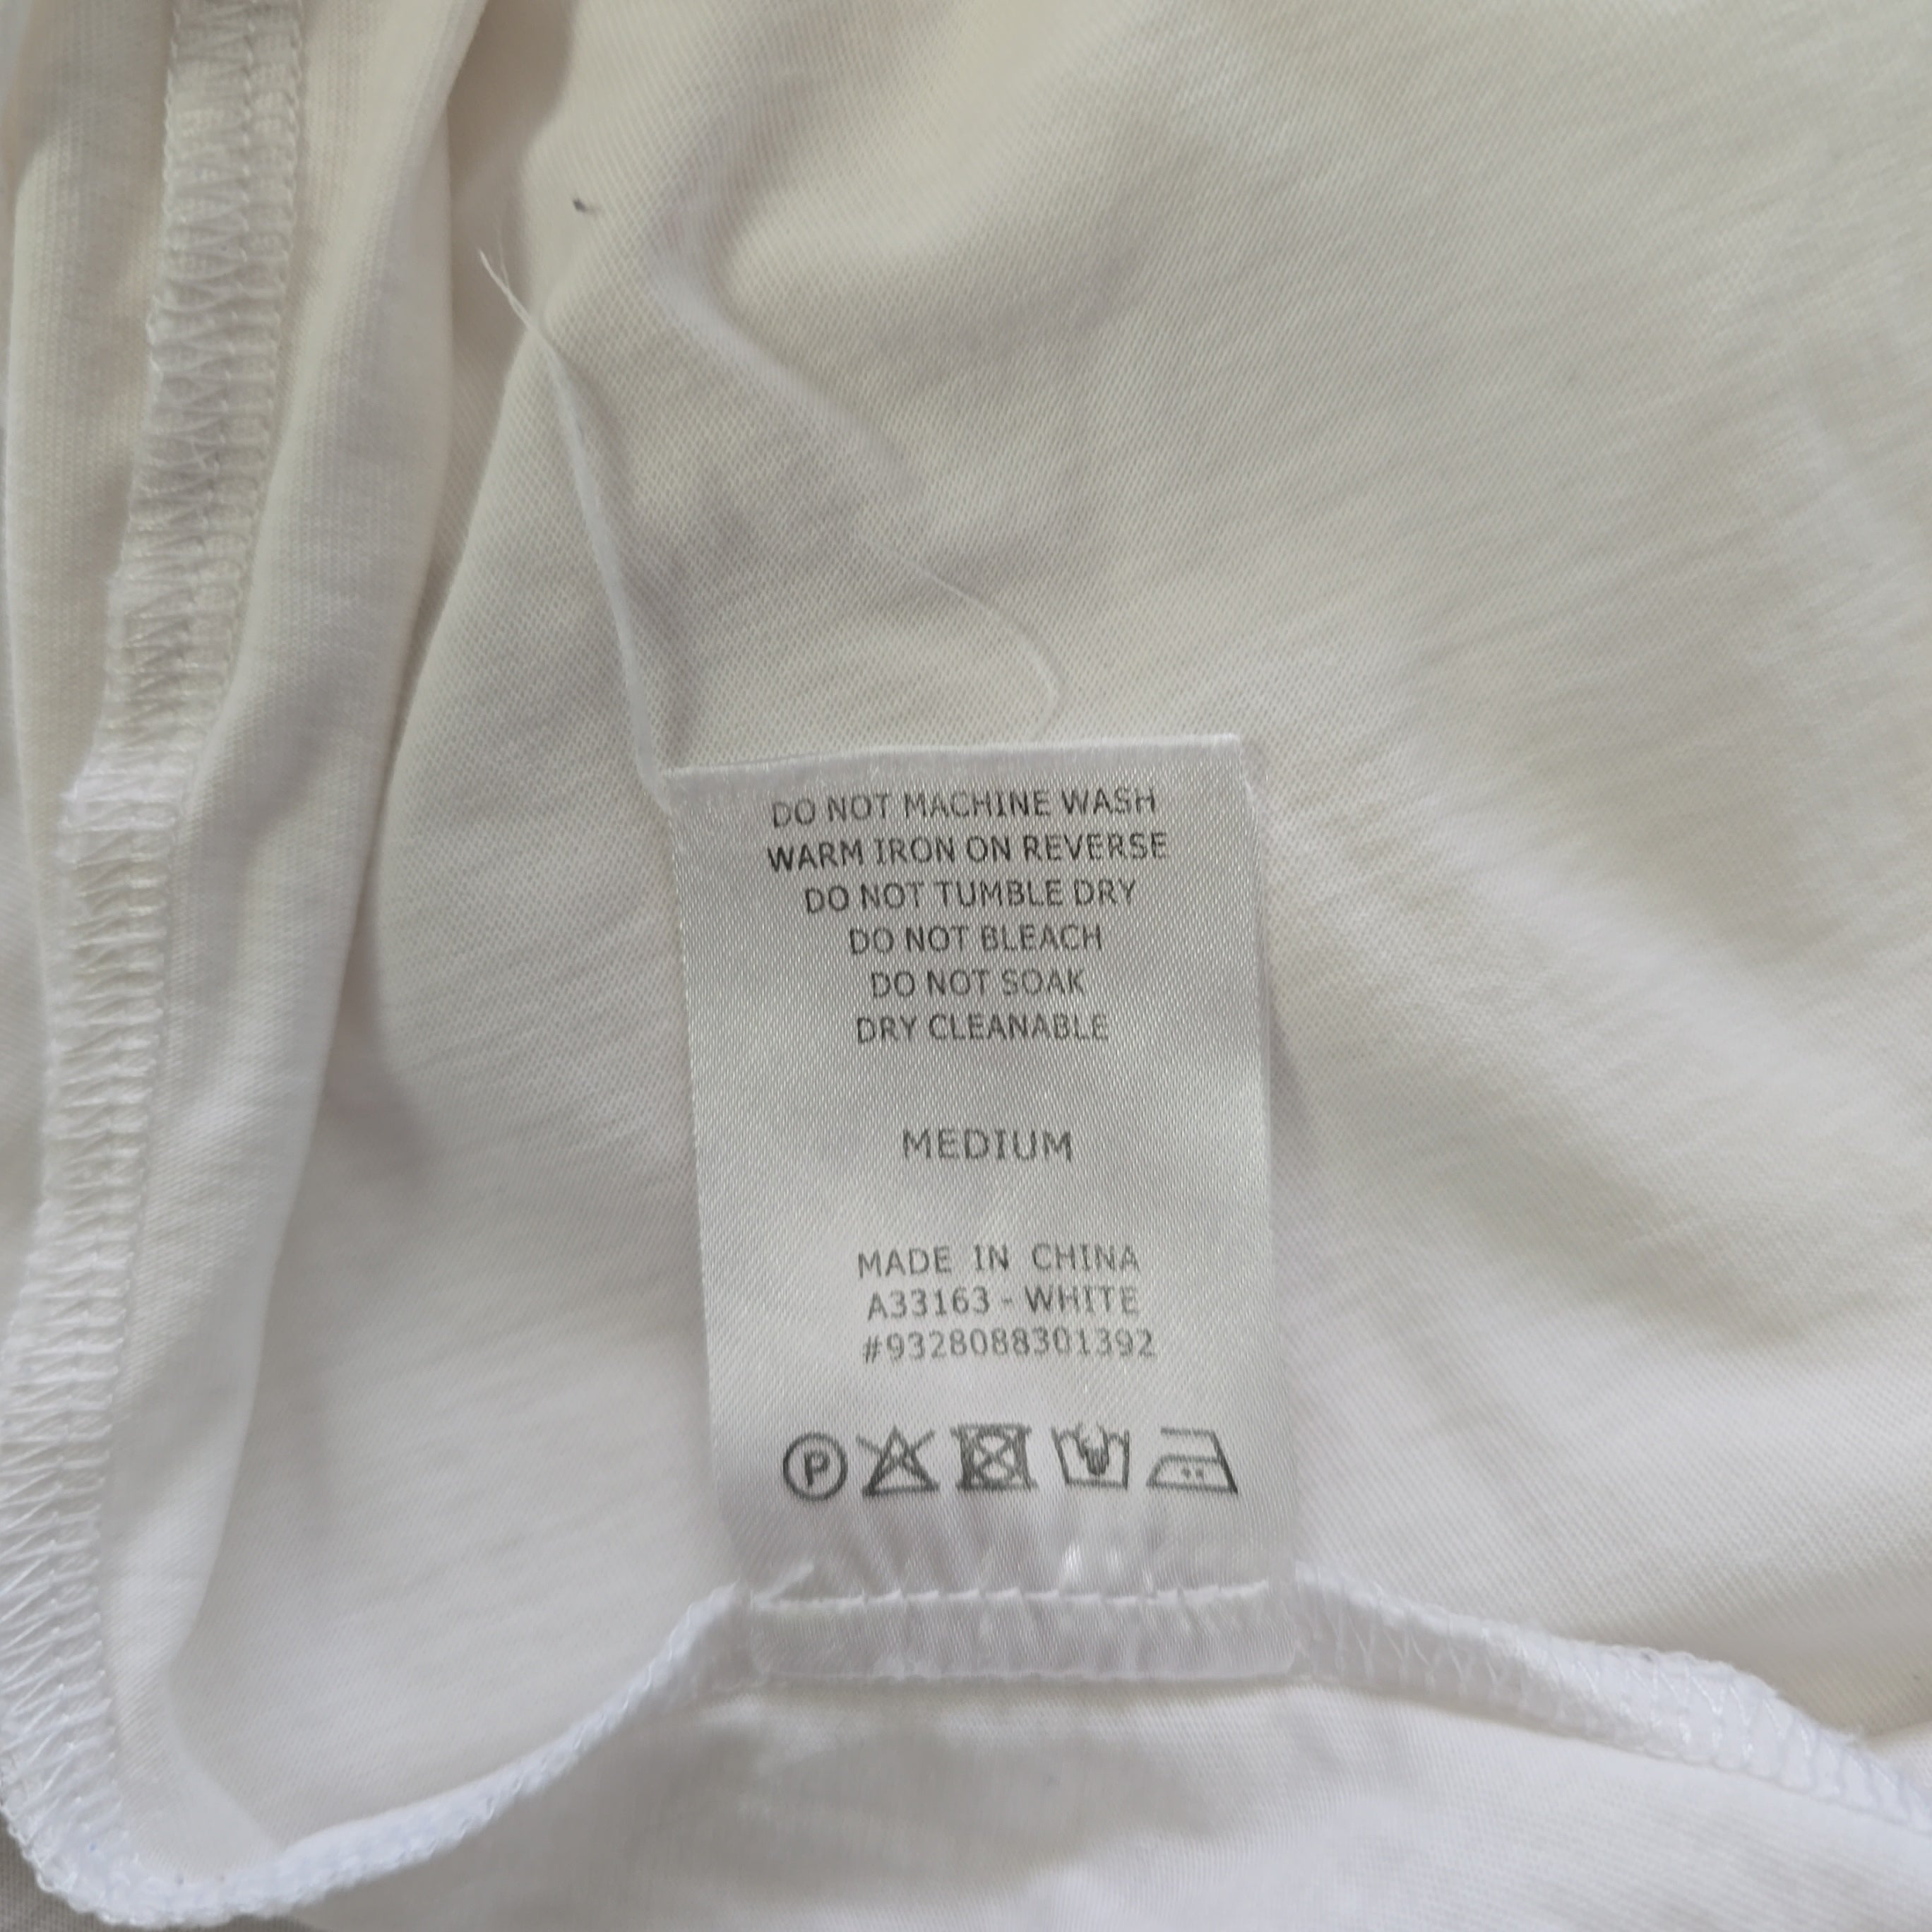 DO NOT MACHINE WASH
WARM IRON ON REVERSE
DO NOT TUMBLE DRY
DO NOT BLEACH
DO NOT SOAK
DRY CLEANABLE
MEDIUM
MADE IN CHINA
A33163 - WHITE
#9328088301392
P